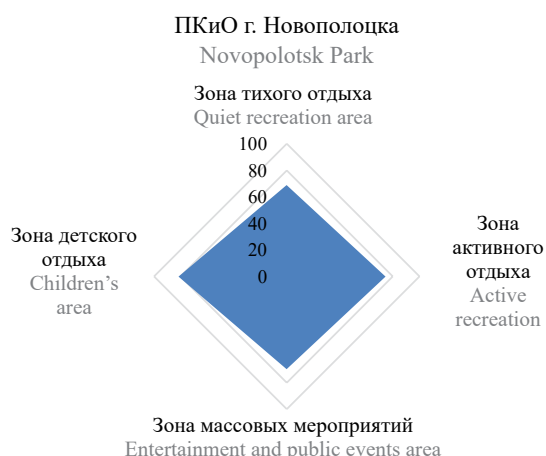 ПКиО г. Новополоцка
Novopolotsk Park
Зона тихого отдыха
Quiet recreation area
100
80
60
40
20
0
Зона детского
отдыха
Children’s
area
Зона
активного
отдыха
Active
recreation
Зона массовых мероприятий
Entertainment and public events area